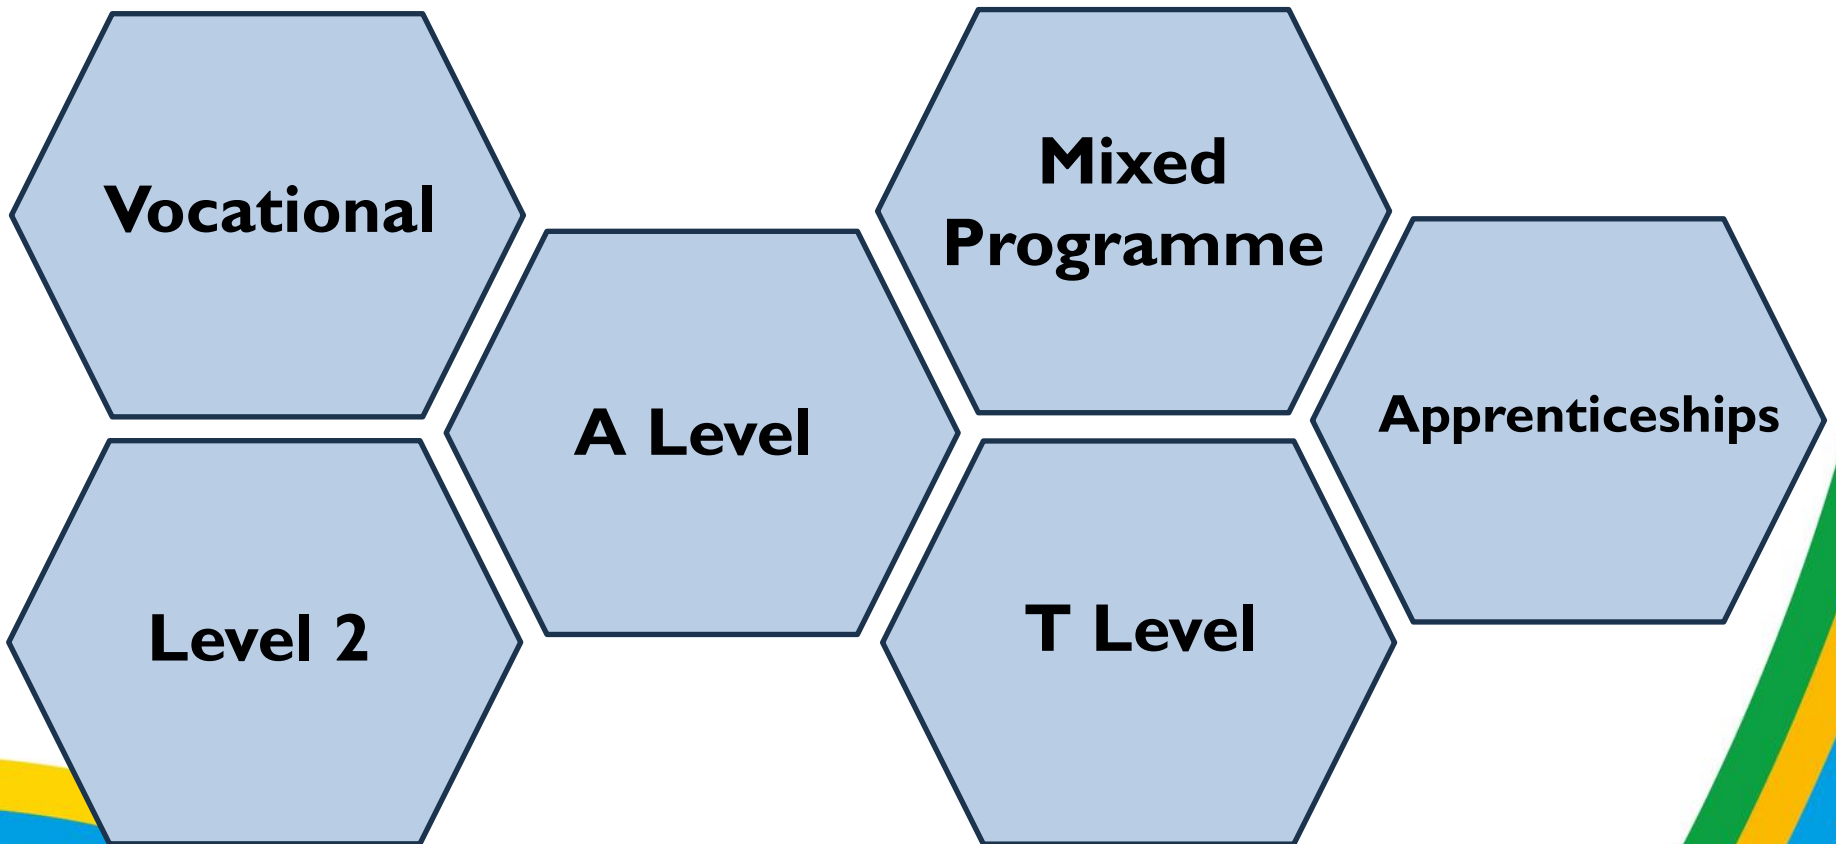 Vocational
Mixed
Programme
A Level
Apprenticeships
Level 2
T Level